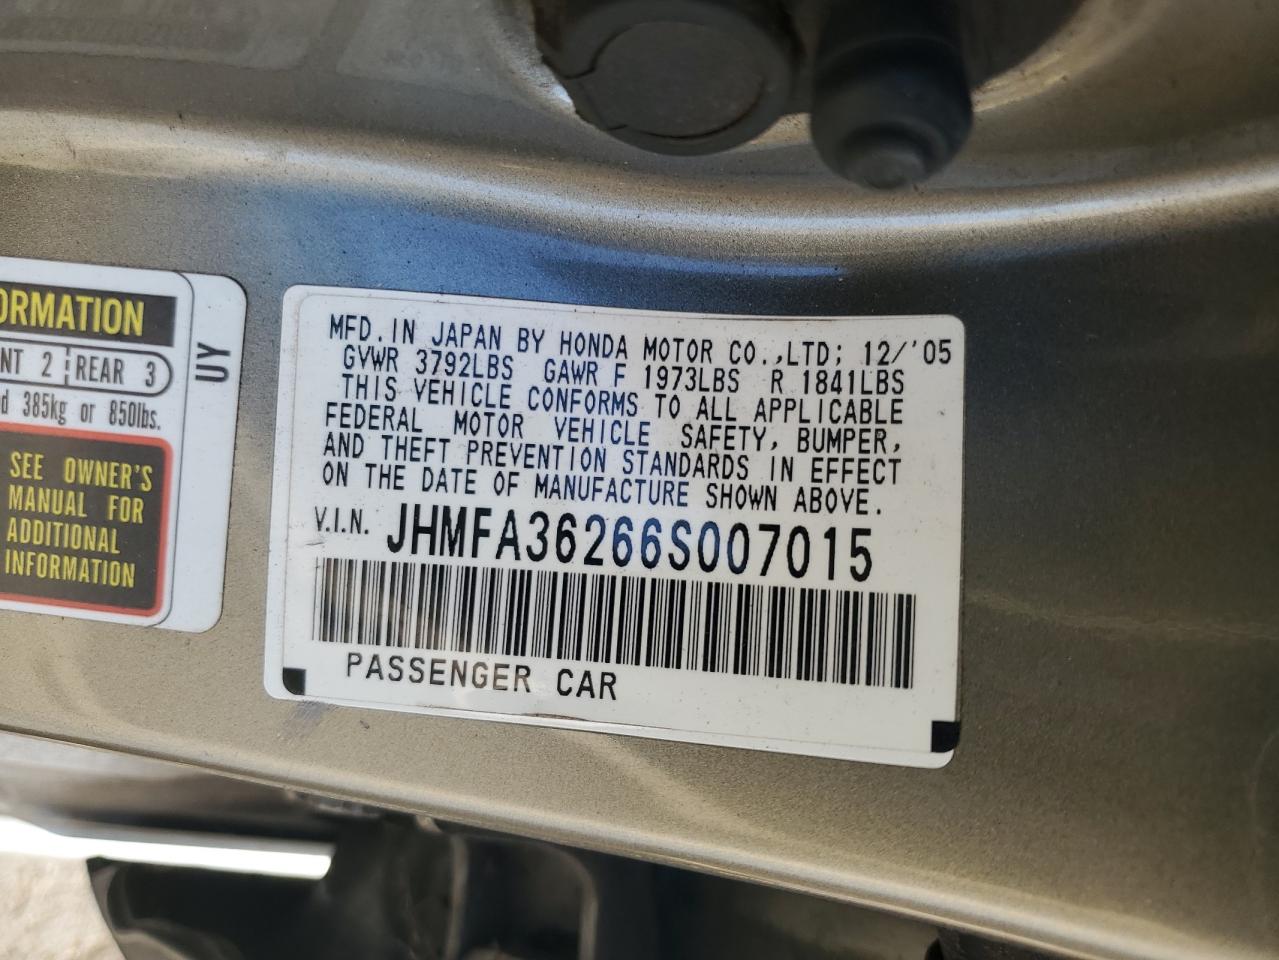 ORMATION
NT 2 REAR 3
d 385kg or 850lbs.
SEE OWNER'S
MANUAL FOR
ADDITIONAL
INFORMATION
UY
MFD. IN JAPAN BY HONDA MOTOR CO.,LTD; 12/'05
GVWR 3792LBS GAWR F 1973LBS R 1841LBS
THIS VEHICLE CONFORMS TO ALL APPLICABLE
FEDERAL MOTOR VEHICLE SAFETY, BUMPER,
AND THEFT PREVENTION STANDARDS IN EFFECT
ON THE DATE OF MANUFACTURE SHOWN ABOVE.
V.I.N. JHMFA36266S007015
PASSENGER CAR